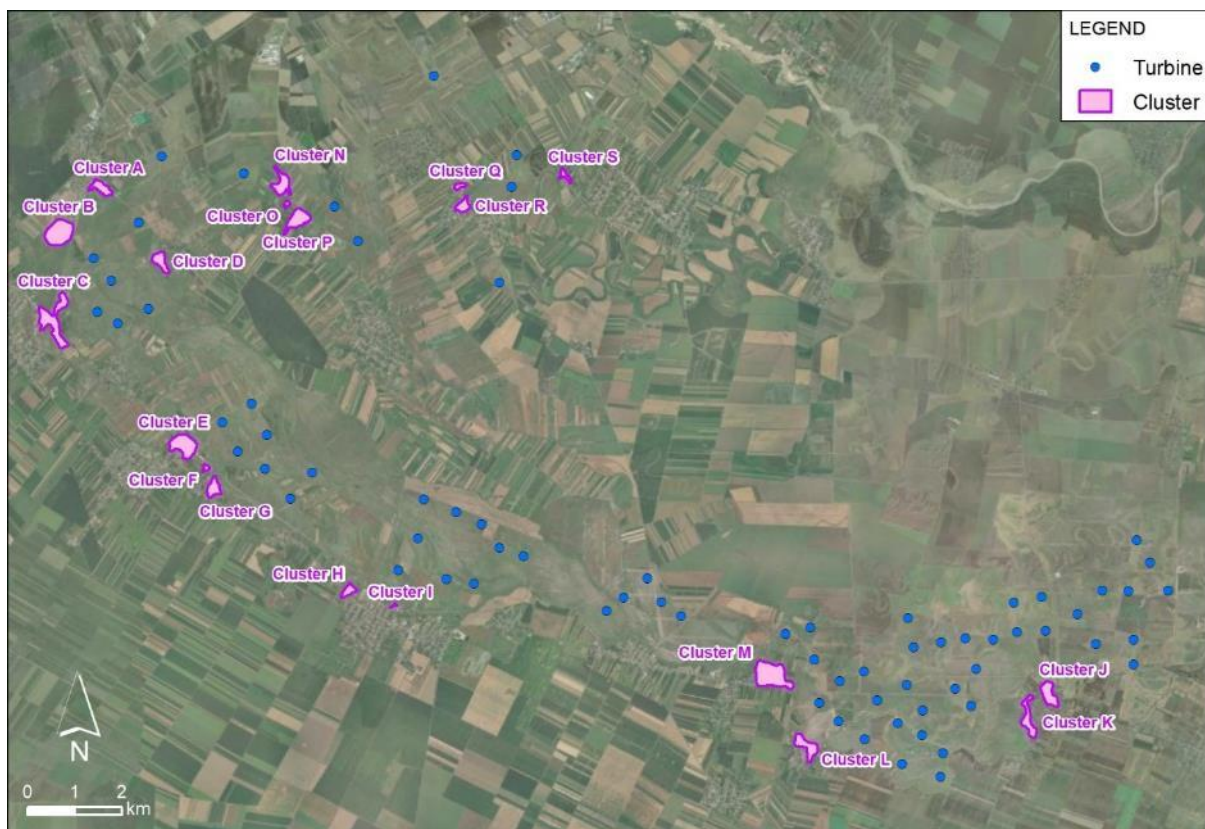 LEGEND
Turbine
Cluster
Cluster N
Cluster A
Cluster Q
Cluster S
Cluster B
Cluster O
Cluster R
Cluster P
Cluster D
Cluster C
Cluster E
Cluster F
Cluster G
Cluster H
Cluster I
Cluster M
Cluster J
Cluster K
Cluster L
N
0 1 2
km